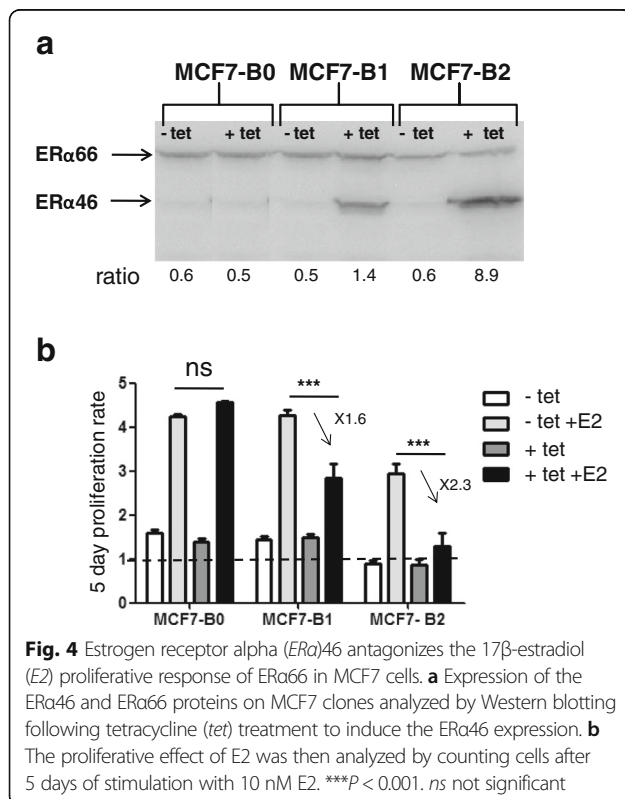 a
MCF7-B0 MCF7-B1 MCF7-B2
- tet + tet - tet + tet - tet + tet
ERα66
ERα46
ratio 0.6 0.5 0.5 1.4 0.6 8.9
b
5 day proliferation rate
5
4
3
2
1
0
ns
***
X1.6
***
X2.3
- tet
- tet +E2
+ tet
+ tet +E2
MCF7-B0 MCF7-B1 MCF7- B2
Fig. 4 Estrogen receptor alpha (ERα)46 antagonizes the 17β-estradiol
(E2) proliferative response of ERα66 in MCF7 cells. a Expression of the
ERα46 and ERα66 proteins on MCF7 clones analyzed by Western blotting
following tetracycline (tet) treatment to induce the ERα46 expression. b
The proliferative effect of E2 was then analyzed by counting cells after
5 days of stimulation with 10 nM E2. ***P < 0.001. ns not significant